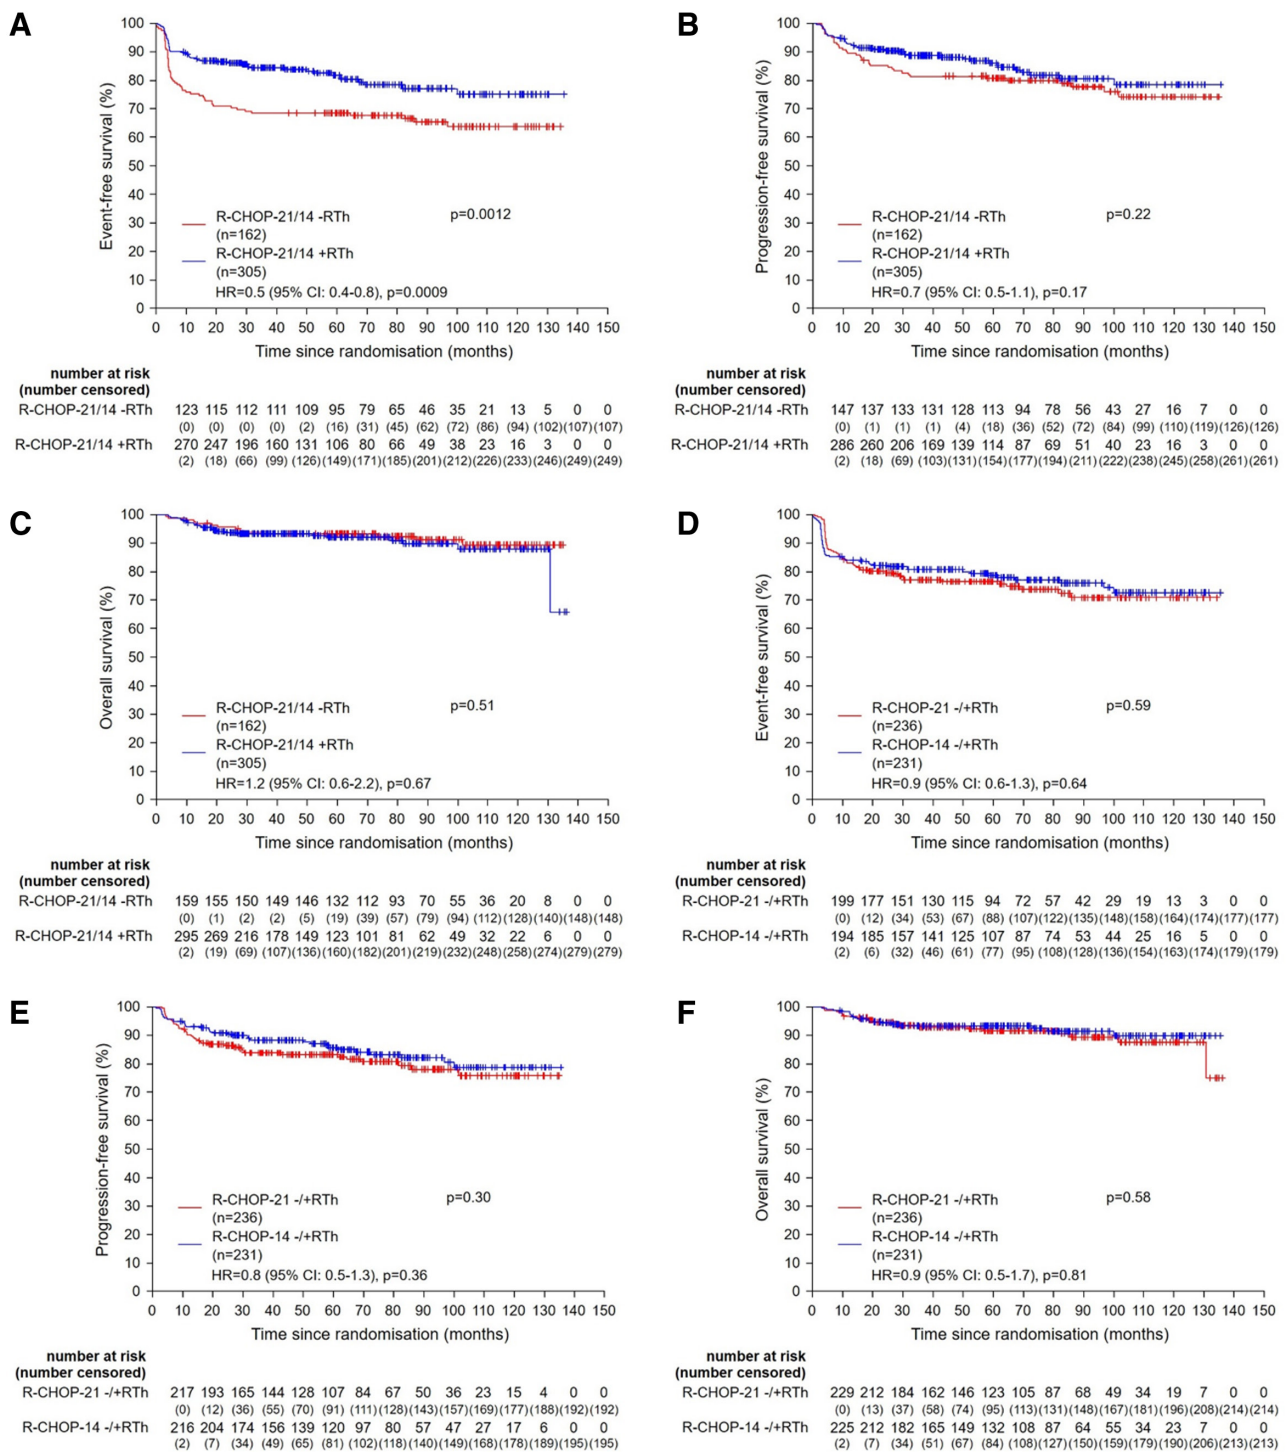 A
Event-free survival (%)
100
90
80
70
60
50
40
30
20
10
0
R-CHOP-21/14 -RTh
(n=162)
R-CHOP-21/14 +RTh
(n=305)
p=0.0012
HR=0.5 (95% CI: 0.4-0.8), p=0.0009
0 10 20 30 40 50 60 70 80 90 100 110 120 130 140 150
Time since randomisation (months)
number at risk
(number censored)
R-CHOP-21/14 -RTh 123 115 112 111 109 95 79 65 46 35 21 13 5 0 0
(0) (0) (0) (0) (2) (16) (31) (45) (62) (72) (86) (94) (102)(107)(107)
R-CHOP-21/14 +RTh 270 247 196 160 131 106 80 66 49 38 23 16 3 0 0
(2) (18) (66) (99) (126)(149)(171)(185)(201)(212)(226)(233)(246)(249)(249)
B
Progression-free survival (%)
100
90
80
70
60
50
40
30
20
10
0
R-CHOP-21/14 -RTh
(n=162)
R-CHOP-21/14 +RTh
(n=305)
p=0.22
HR=0.7 (95% CI: 0.5-1.1), p=0.17
0 10 20 30 40 50 60 70 80 90 100 110 120 130 140 150
Time since randomisation (months)
number at risk
(number censored)
R-CHOP-21/14 -RTh 147 137 133 131 128 113 94 78 56 43 27 16 7 0 0
(0) (1) (1) (1) (4) (18) (36) (52) (72) (84) (99) (110)(119)(126)(126)
R-CHOP-21/14 +RTh 286 260 206 169 139 114 87 69 51 40 23 16 3 0 0
(2) (18) (69) (103)(131)(154)(177)(194)(211)(222)(238)(245)(258)(261)(261)
C
Overall survival (%)
100
90
80
70
60
50
40
30
20
10
0
R-CHOP-21/14 -RTh
(n=162)
R-CHOP-21/14 +RTh
(n=305)
p=0.51
HR=1.2 (95% CI: 0.6-2.2), p=0.67
0 10 20 30 40 50 60 70 80 90 100 110 120 130 140 150
Time since randomisation (months)
number at risk
(number censored)
R-CHOP-21/14 -RTh 159 155 150 149 146 132 112 93 70 55 36 20 8 0 0
(0) (1) (2) (2) (5) (19) (39) (57) (79) (94) (112)(128)(140)(148)(148)
R-CHOP-21/14 +RTh 295 269 216 178 149 123 101 81 62 49 32 22 6 0 0
(2) (19) (69) (107)(136)(160)(182)(201)(219)(232)(248)(258)(274)(279)(279)
D
Event-free survival (%)
100
90
80
70
60
50
40
30
20
10
0
R-CHOP-21 -/+RTh
(n=236)
R-CHOP-14 -/+RTh
(n=231)
p=0.59
HR=0.9 (95% CI: 0.6-1.3), p=0.64
0 10 20 30 40 50 60 70 80 90 100 110 120 130 140 150
Time since randomisation (months)
number at risk
(number censored)
R-CHOP-21 -/+RTh 199 177 151 130 115 94 72 57 42 29 19 13 3 0 0
(0) (12) (34) (53) (67) (88) (107)(122)(135)(148)(158)(164)(174)(177)(177)
R-CHOP-14 -/+RTh 194 185 157 141 125 107 87 74 53 44 25 16 5 0 0
(2) (6) (32) (46) (61) (77) (95) (108)(128)(136)(154)(163)(174)(179)(179)
E
Progression-free survival (%)
100
90
80
70
60
50
40
30
20
10
0
R-CHOP-21 -/+RTh
(n=236)
R-CHOP-14 -/+RTh
(n=231)
p=0.30
HR=0.8 (95% CI: 0.5-1.3), p=0.36
0 10 20 30 40 50 60 70 80 90 100 110 120 130 140 150
Time since randomisation (months)
number at risk
(number censored)
R-CHOP-21 -/+RTh 217 193 165 144 128 107 84 67 50 36 23 15 4 0 0
(0) (12) (36) (55) (70) (91) (111)(128)(143)(157)(169)(177)(188)(192)(192)
R-CHOP-14 -/+RTh 216 204 174 156 139 120 97 80 57 47 27 17 6 0 0
(2) (7) (34) (49) (65) (81) (102)(118)(140)(149)(168)(178)(189)(195)(195)
F
Overall survival (%)
100
90
80
70
60
50
40
30
20
10
0
R-CHOP-21 -/+RTh
(n=236)
R-CHOP-14 -/+RTh
(n=231)
p=0.58
HR=0.9 (95% CI: 0.5-1.7), p=0.81
0 10 20 30 40 50 60 70 80 90 100 110 120 130 140 150
Time since randomisation (months)
number at risk
(number censored)
R-CHOP-21 -/+RTh 229 212 184 162 146 123 105 87 68 49 34 19 7 0 0
(0) (13) (37) (58) (74) (95) (113)(131)(148)(167)(181)(196)(208)(214)(214)
R-CHOP-14 -/+RTh 225 212 182 165 149 132 108 87 64 55 34 23 7 0 0
(2) (7) (34) (51) (67) (84) (108)(127)(150)(159)(179)(190)(206)(213)(213)